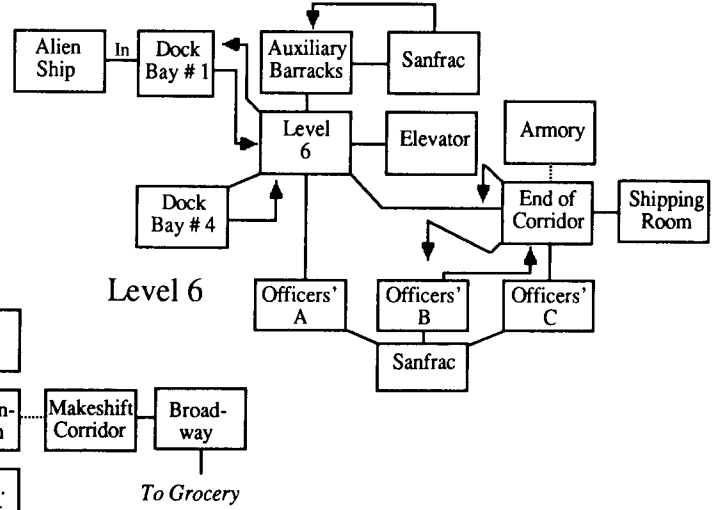 Alien
Ship
In
Dock
Bay # 1
Auxiliary
Barracks
Sanfrac
Level
6
Elevator
Armory
Dock
Bay # 4
End of
Corridor
Shipping
Room
Level 6
Officers'
A
Officers'
B
Officers'
C
Sanfrac
Makeshift
Corridor
Broad-
way
To Grocery